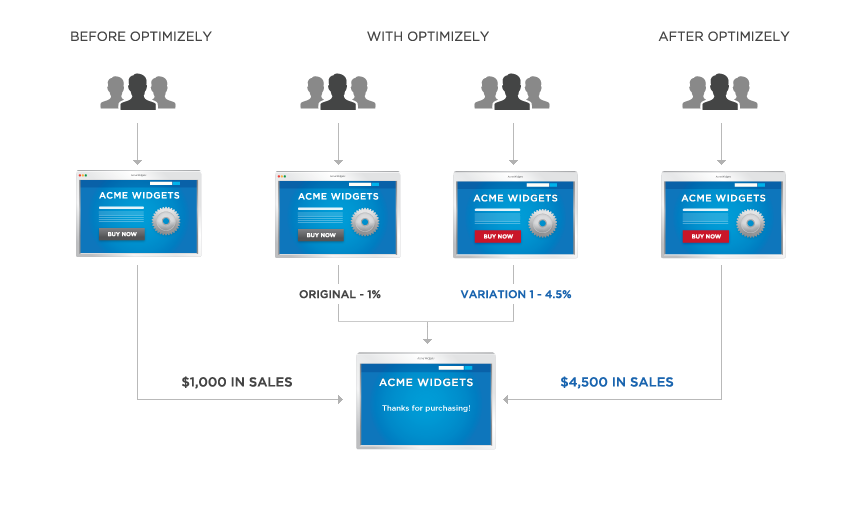 BEFORE OPTIMIZELY
WITH OPTIMIZELY
AFTER OPTIMIZELY
ACME WIDGETS
BUY NOW
ACME WIDGETS
BUY NOW
ACME WIDGETS
BUY NOW
ACME WIDGETS
BUY NOW
ORIGINAL - 1%
VARIATION 1 - 4.5%
$1,000 IN SALES
$4,500 IN SALES
ACME WIDGETS
Thanks for purchasing!